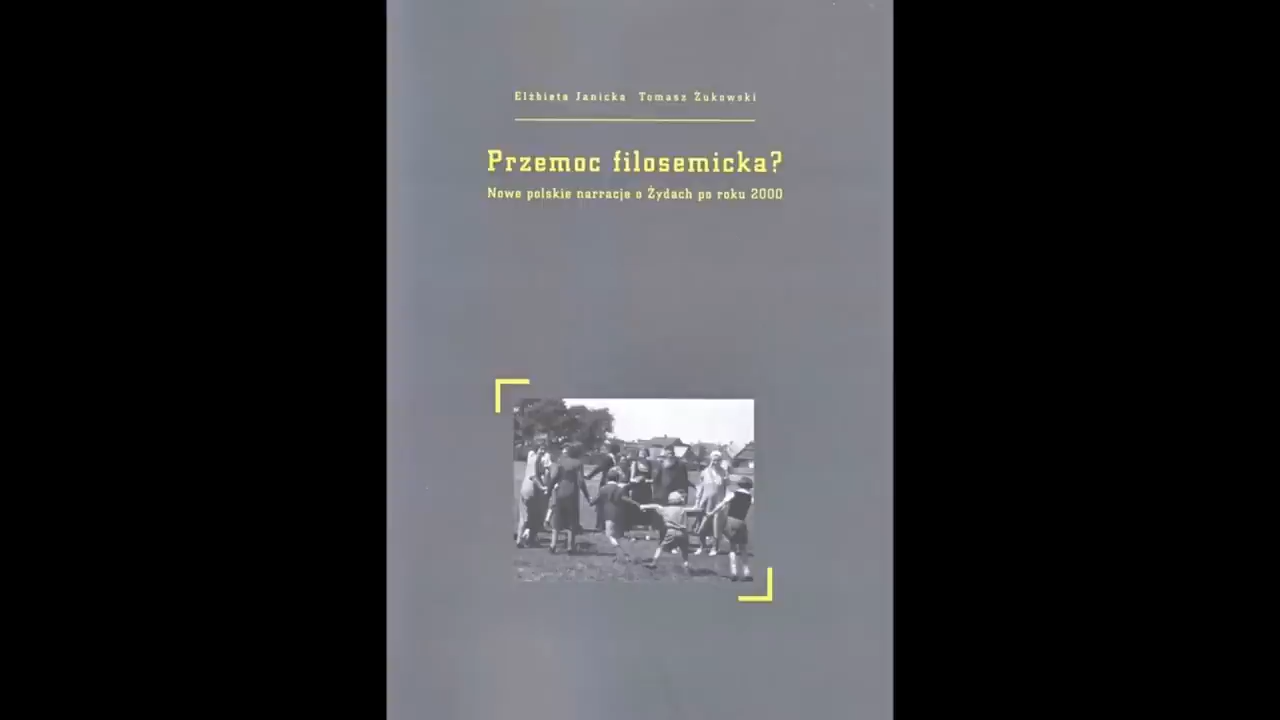 Elżbieta Janicka Tomasz Żukowski
Przemoc filosemicka?
Nowe polskie narracje o Żydach po roku 2000